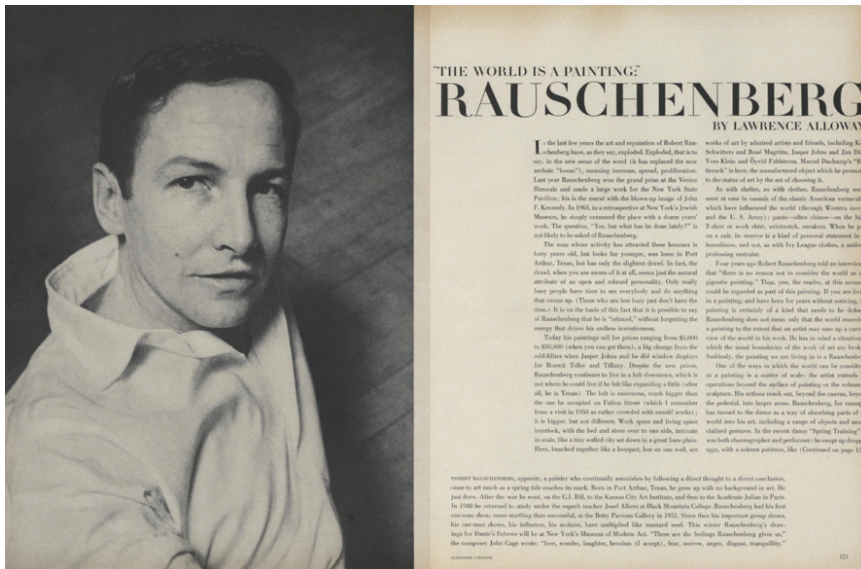 "THE WORLD IS A PAINTING:"
RAUSCHENBERG
BY LAWRENCE ALLOWAY
In the last few years the art and reputation of Robert Rau-
schenberg have, as they say, exploded. Exploded, that is to
say, in the new sense of the word (it has replaced the now
archaic "boom"), meaning increase, spread, proliferation.
Last year Rauschenberg won the grand prize at the Venice
Biennale and made a large work for the New York State
Pavilion; his is the mural with the blown-up image of John
F. Kennedy. In 1963, in a retrospective at New York's Jewish
Museum, he simply crammed the place with a dozen years'
work. The question, "Yes, but what has he done lately?" is
not likely to be asked of Rauschenberg.
The man whose activity has attracted these honours is
forty years old, but looks far younger, was born in Port
Arthur, Texas, but has only the slightest drawl. In fact, the
drawl, when you are aware of it at all, seems just the natural
attribute of an open and relaxed personality. Only really
busy people have time to see everybody and do anything
that comes up. (Those who are less busy just don't have the
time.) It is on the basis of this fact that it is possible to say
of Rauschenberg that he is "relaxed," without forgetting the
energy that drives his endless inventiveness.
Today his paintings sell for prices ranging from $5,000
to $50,000 (when you can get them), a big change from the
mid-fifties when Jasper Johns and he did window displays
for Bonwit Teller and Tiffany. Despite the new prices,
Rauschenberg continues to live in a loft downtown, which is
not where he could live if he felt like expanding a little (after
all, he is Texan). The loft is enormous, much bigger than
the one he occupied on Fulton Street (which I remember
from a visit in 1958 as rather crowded with unsold works);
it is bigger, but not different. Work space and living space
interlock, with the bed and stove over to one side, intimate
in scale, like a tiny walled city set down in a great bare plain.
Here, bunched together like a houseport, low on one wall, are
works of art by admired artists and friends, including
Schwitters and René Magritte, Jasper Johns and Jim
Yves Klein and Öyvind Fahlström. Marcel Duchamp's
is here, the manufactured object which he
to the status of art by the act of choosing it.
As with shelter, so with clothes. Rauschenberg
most at ease in casuals of the classic American
which have influenced the world (through Western
and the U. S. Army): pants—often chinos—on the
T-shirt or work shirt, wristwatch, sneakers. When he
on a suit, its reserve is a kind of personal statement in
and not, as with Ivy League clothes, a
professing restraint.
Four years ago Robert Rauschenberg told an
that "there is no reason not to consider the world as
gigantic painting." Thus, you, the reader, at this
could be regarded as part of this painting. If you are
in a painting, and have been for years without noticing,
painting is certainly of a kind that needs to be
Rauschenberg does not mean only that the world
a painting to the extent that an artist may sum up a
view of the world in his work. He has in mind a situation
which the usual boundaries of the work of art are
Suddenly, the painting we are living in is a
One of the ways in which the world can be
as a painting is a matter of scale: the artist extends
operations beyond the surface of painting or the
sculpture. His actions reach out, beyond the canvas,
the pedestal, into larger areas. Rauschenberg, for
has turned to the dance as a way of absorbing parts of
world into his art, including a range of objects and
gestures. In the recent dance "Spring Training"
was both choreographer and performer: he swept up
eggs, with a solemn patience, like (Continued on page
ROBERT RAUSCHENBERG, opposite, a painter who continually astonishes by following a direct thought to a direct conclusion,
came to art much as a spring tide reaches its mark. Born in Port Arthur, Texas, he grew up with no background in art. He
just drew. After the war he went, on the G.I. Bill, to the Kansas City Art Institute, and then to the Académie Julian in Paris.
In 1948 he returned to study under the superb teacher Josef Albers at Black Mountain College. Rauschenberg had his first
one-man show, more startling than successful, at the Betty Parsons Gallery in 1951. Since then his important group shows,
his one-man shows, his influence, his acclaim, have multiplied like mustard seed. This winter Rauschenberg's draw-
ings for Dante's Inferno will be at New York's Museum of Modern Art. "These are the feelings Rauschenberg gives us,"
the composer John Cage wrote: "love, wonder, laughter, heroism (I accept), fear, sorrow, anger, disgust, tranquillity."
ALEXANDER LIBERMAN
151